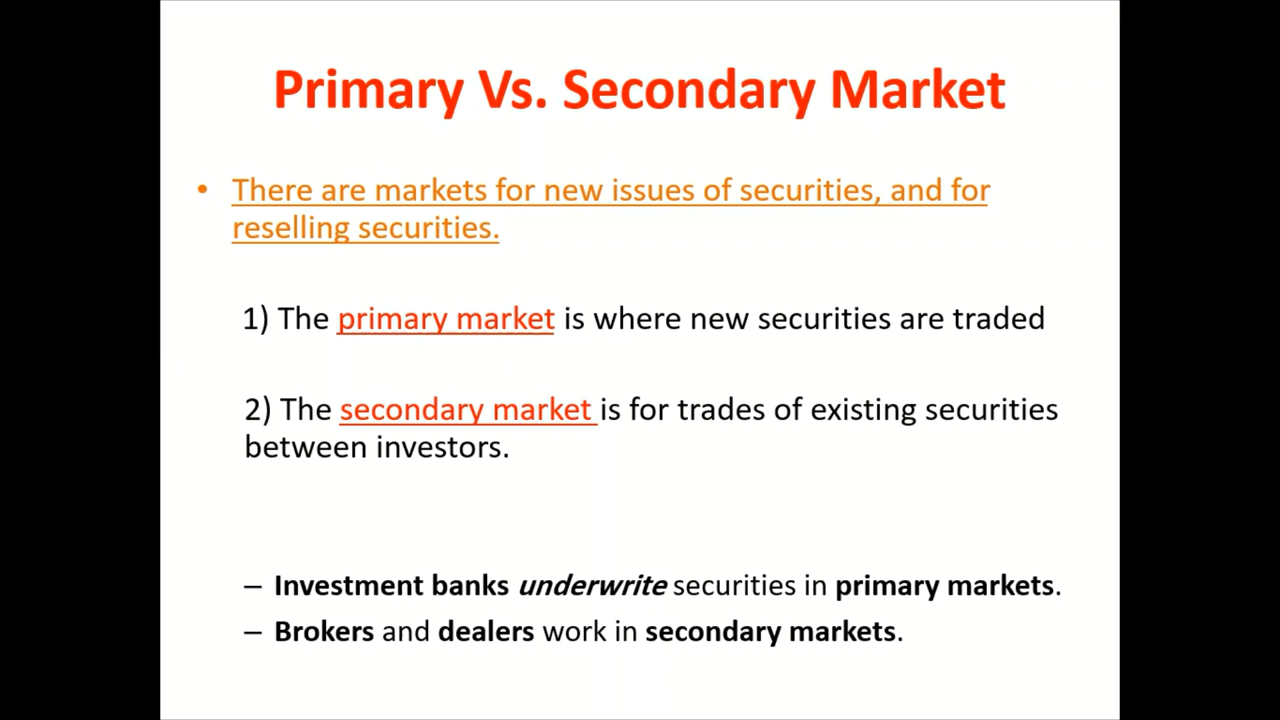 Primary Vs. Secondary Market
• There are markets for new issues of securities, and for
reselling securities.
1) The primary market is where new securities are traded
2) The secondary market is for trades of existing securities
between investors.
– Investment banks underwrite securities in primary markets.
– Brokers and dealers work in secondary markets.